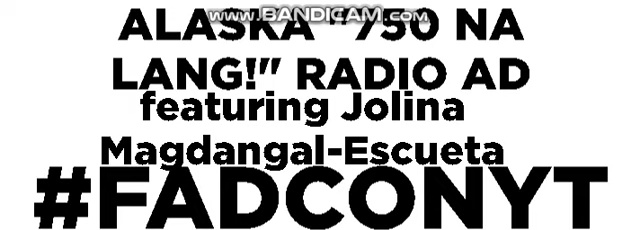 www.BANDICAM.com
ALASKA "750 NA
LANG!" RADIO AD
featuring Jolina
Magdangal-Escueta
#FADCONYT